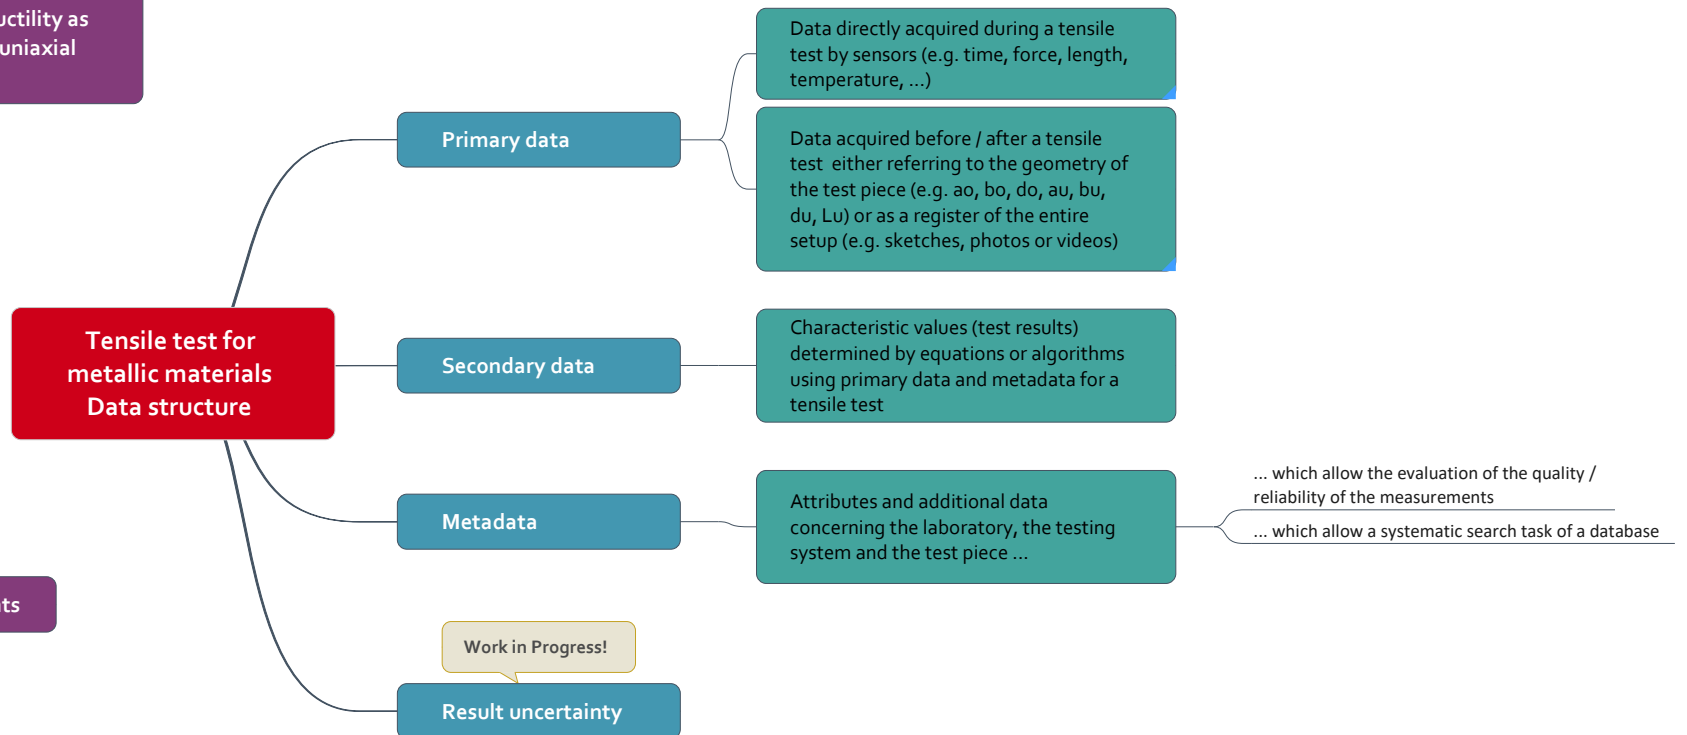 uctility as
uniaxial
Data directly acquired during a tensile
test by sensors (e.g. time, force, length,
temperature, ...)
Primary data
Data acquired before / after a tensile
test either referring to the geometry of
the test piece (e.g. ao, bo, do, au, bu,
du, Lu) or as a register of the entire
setup (e.g. sketches, photos or videos)
Tensile test for
metallic materials
Data structure
Secondary data
Characteristic values (test results)
determined by equations or algorithms
using primary data and metadata for a
tensile test
Metadata
Attributes and additional data
concerning the laboratory, the testing
system and the test piece ...
... which allow the evaluation of the quality /
reliability of the measurements
... which allow a systematic search task of a database
ts
Work in Progress!
Result uncertainty